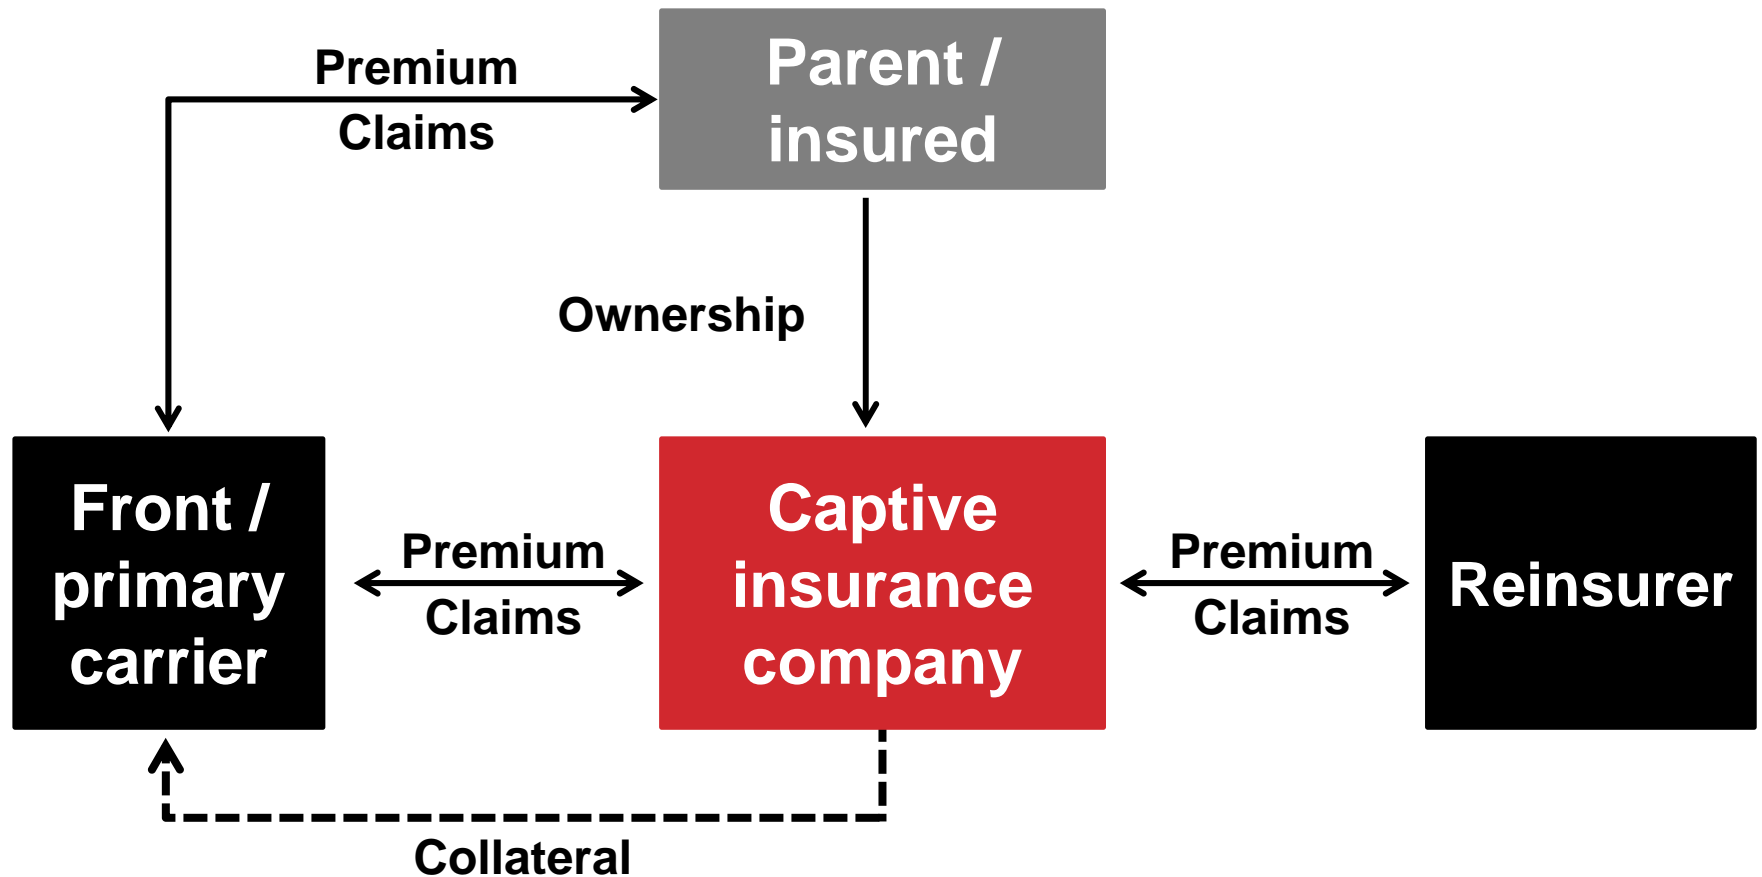 Premium
Claims
Parent /
insured
Ownership
Front /
primary
carrier
Premium
Claims
Captive
insurance
company
Premium
Claims
Reinsurer
Collateral